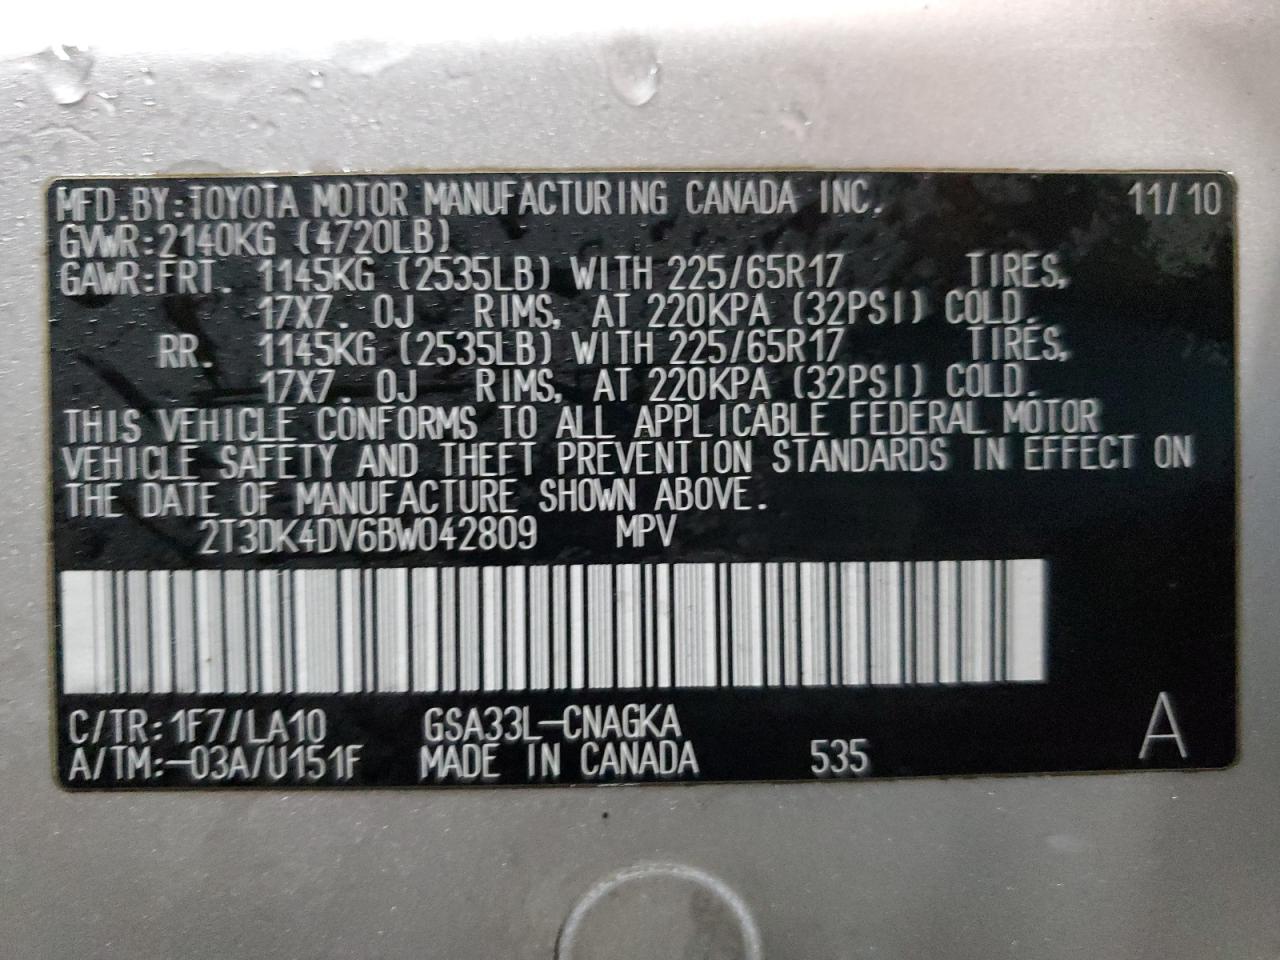 MFD.BY:TOYOTA MOTOR MANUFACTURING CANADA INC. 11/10
GVWR:2140KG (4720LB)
GAWR:FRT. 1145KG (2535LB) WITH 225/65R17 TIRES,
17X7. 0J RIMS, AT 220KPA (32PSI) COLD.
RR. 1145KG (2535LB) WITH 225/65R17 TIRES,
17X7. 0J RIMS, AT 220KPA (32PSI) COLD.
THIS VEHICLE CONFORMS TO ALL APPLICABLE FEDERAL MOTOR
VEHICLE SAFETY AND THEFT PREVENTION STANDARDS IN EFFECT ON
THE DATE OF MANUFACTURE SHOWN ABOVE.
2T3DK4DV6BW042809 MPV
C/TR:1F7/LA10 GSA33L-CNAGKA A
A/TM:-03A/U151F MADE IN CANADA 535